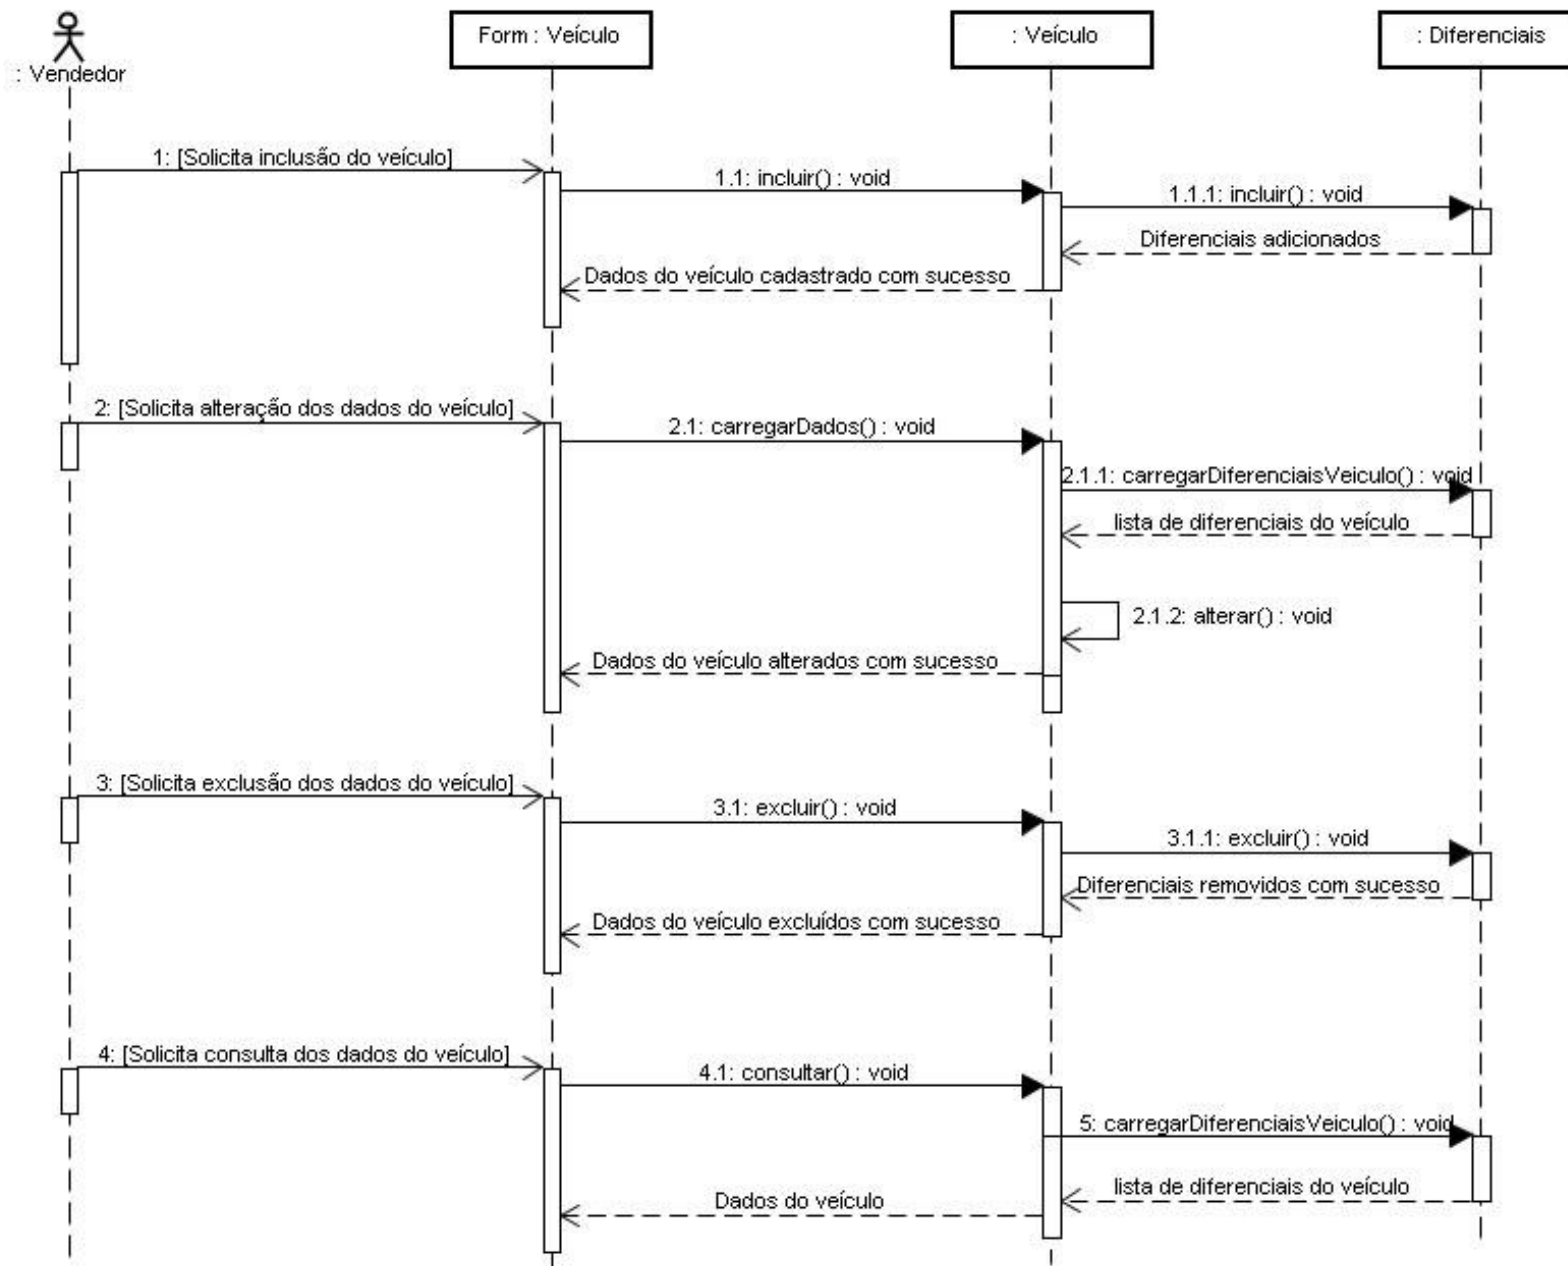 : Vendedor
Form : Veículo
: Veículo
: Diferenciais
1: [Solicita inclusão do veículo]
1.1: incluir() : void
1.1.1: incluir() : void
Diferenciais adicionados
Dados do veículo cadastrado com sucesso
2: [Solicita alteração dos dados do veículo]
2.1: carregarDados() : void
2.1.1: carregarDiferenciaisVeiculo() : void
lista de diferenciais do veículo
2.1.2: alterar() : void
Dados do veículo alterados com sucesso
3: [Solicita exclusão dos dados do veículo]
3.1: excluir() : void
3.1.1: excluir() : void
Diferenciais removidos com sucesso
Dados do veículo excluídos com sucesso
4: [Solicita consulta dos dados do veículo]
4.1: consultar() : void
5: carregarDiferenciaisVeiculo() : void
lista de diferenciais do veículo
Dados do veículo